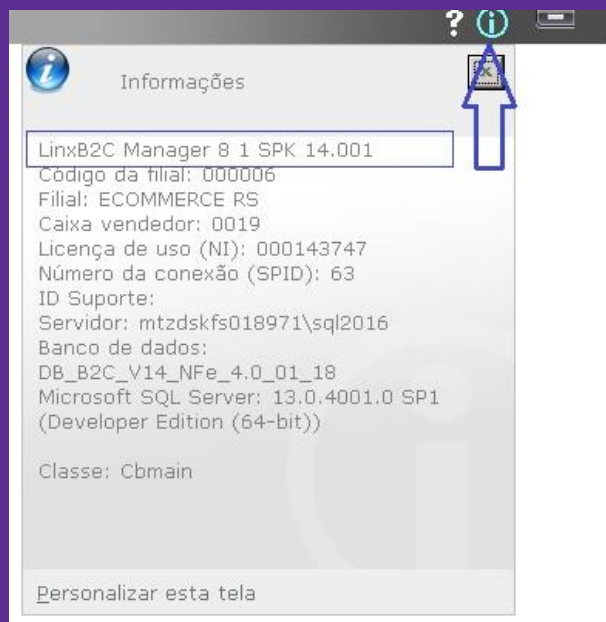 ?
Informações
LinxB2C Manager 8 1 SPK 14.001
Código da filial: 000006
Filial: ECOMMERCE RS
Caixa vendedor: 0019
Licença de uso (NI): 000143747
Número da conexão (SPID): 63
ID Suporte:
Servidor: mtzdskfs018971\sql2016
Banco de dados:
DB_B2C_V14_NFe_4.0_01_18
Microsoft SQL Server: 13.0.4001.0 SP1
(Developer Edition (64-bit))
Classe: Cbmain
Personalizar esta tela